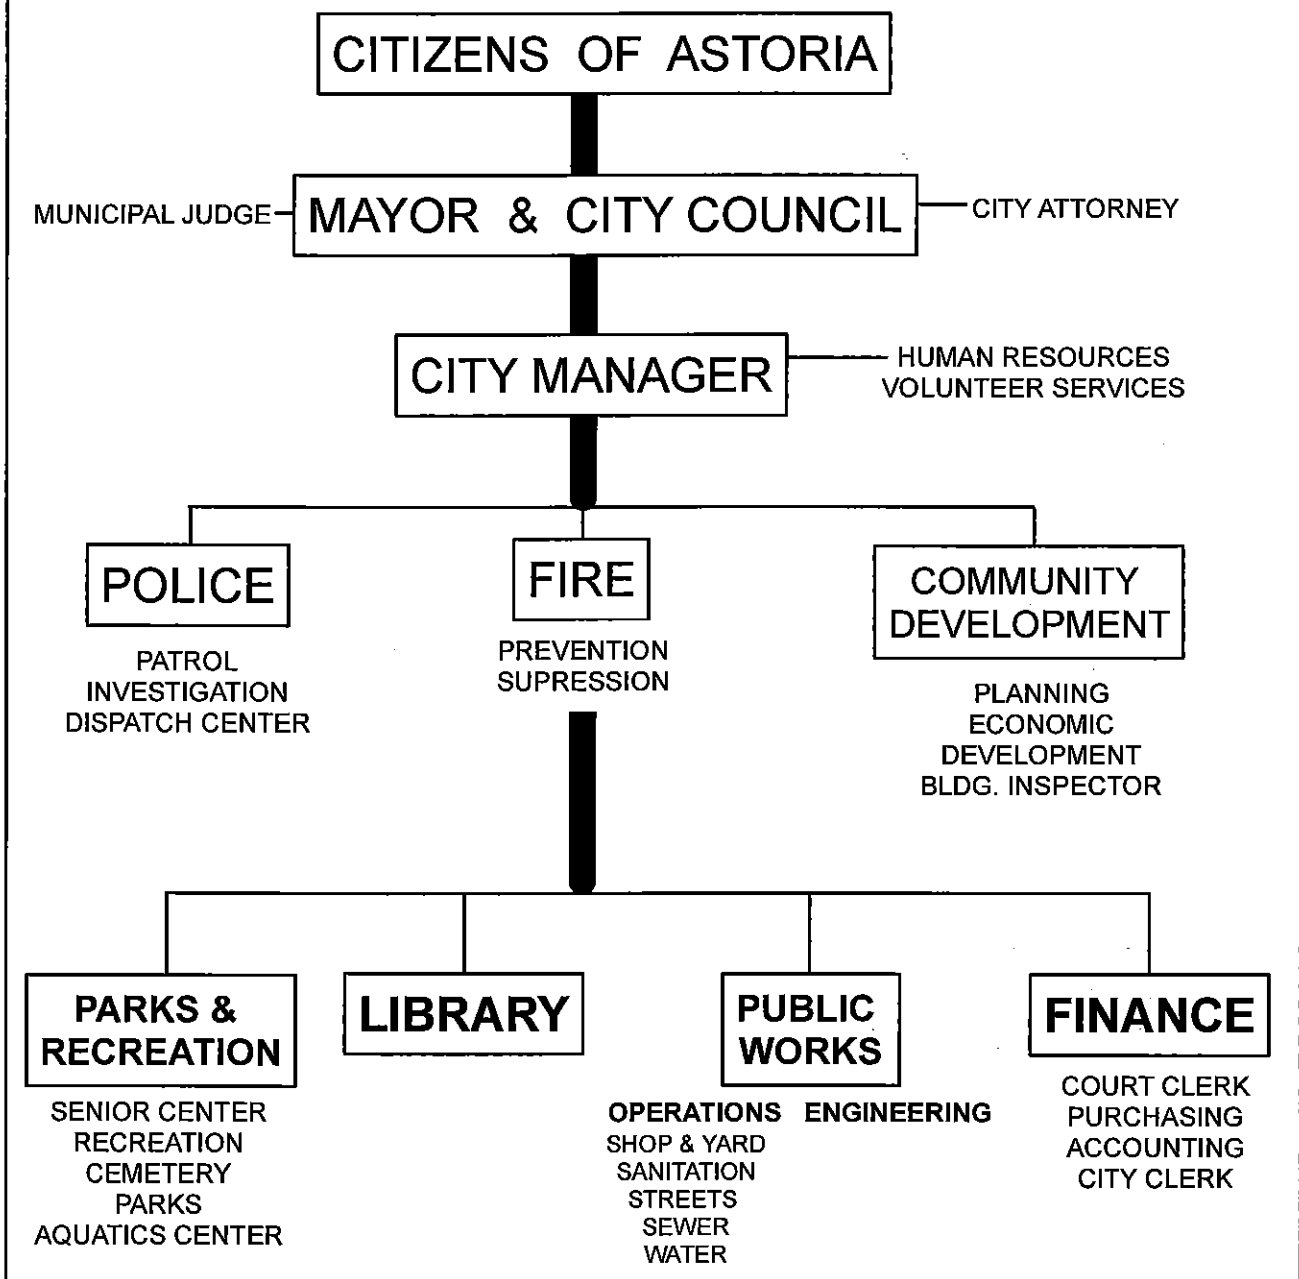 CITIZENS OF ASTORIA
MUNICIPAL JUDGE
MAYOR & CITY COUNCIL
CITY ATTORNEY
CITY MANAGER
HUMAN RESOURCES
VOLUNTEER SERVICES
POLICE
PATROL
INVESTIGATION
DISPATCH CENTER
FIRE
PREVENTION
SUPRESSION
COMMUNITY
DEVELOPMENT
PLANNING
ECONOMIC
DEVELOPMENT
BLDG. INSPECTOR
PARKS &
RECREATION
SENIOR CENTER
RECREATION
CEMETERY
PARKS
AQUATICS CENTER
LIBRARY
PUBLIC
WORKS
OPERATIONS ENGINEERING
SHOP & YARD
SANITATION
STREETS
SEWER
WATER
FINANCE
COURT CLERK
PURCHASING
ACCOUNTING
CITY CLERK